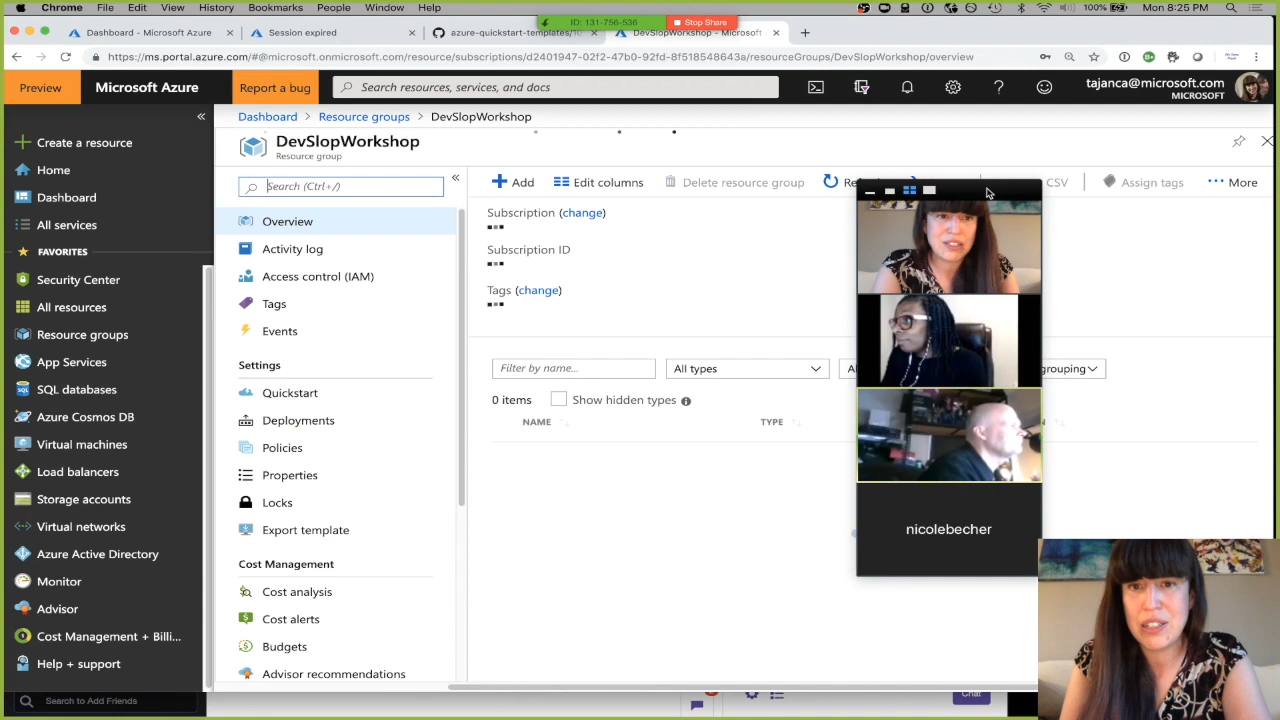 Chrome File Edit View History Bookmarks People Window Help
100% Mon 8:25 PM
ID: 131-756-536 Stop Share
Dashboard - Microsoft Azure
Session expired
azure-quickstart-templates/10
DevSlopWorkshop - Microsoft
https://ms.portal.azure.com/#@microsoft.onmicrosoft.com/resource/subscriptions/d2401947-02f2-47b0-92fd-8f518548643a/resourceGroups/DevSlopWorkshop/overview
Preview Microsoft Azure Report a bug Search resources, services, and docs
tajanca@microsoft.com
MICROSOFT
Create a resource
Home
Dashboard
All services
FAVORITES
Security Center
All resources
Resource groups
App Services
SQL databases
Azure Cosmos DB
Virtual machines
Load balancers
Storage accounts
Virtual networks
Azure Active Directory
Monitor
Advisor
Cost Management + Billi...
Help + support
Search to Add Friends
Dashboard > Resource groups > DevSlopWorkshop
DevSlopWorkshop
Resource group
Search (Ctrl+/)
Overview
Activity log
Access control (IAM)
Tags
Events
Settings
Quickstart
Deployments
Policies
Properties
Locks
Export template
Cost Management
Cost analysis
Cost alerts
Budgets
Advisor recommendations
Add Edit columns Delete resource group CSV Assign tags More
Subscription (change)
Subscription ID
Tags (change)
Filter by name... All types grouping
0 items Show hidden types
NAME TYPE
nicolebecher
Chat